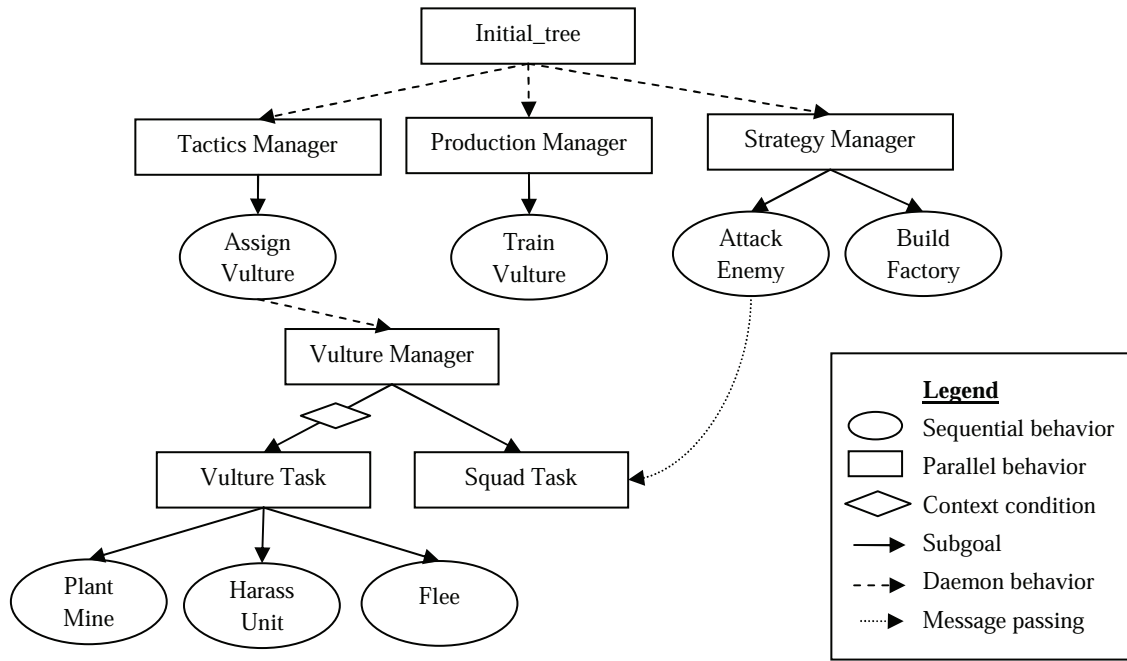 Initial_tree
Tactics Manager
Production Manager
Strategy Manager
Assign
Vulture
Train
Vulture
Attack
Enemy
Build
Factory
Vulture Manager
Vulture Task
Squad Task
Plant
Mine
Harass
Unit
Flee
Legend
Sequential behavior
Parallel behavior
Context condition
Subgoal
Daemon behavior
Message passing